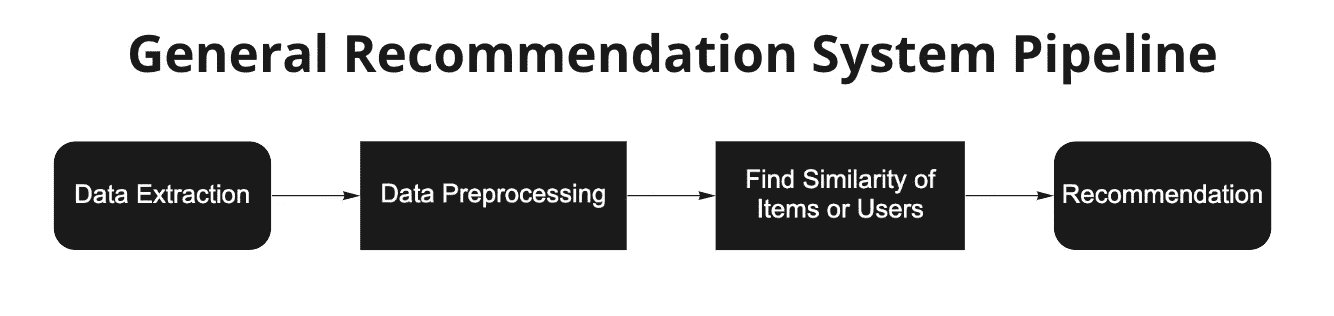 General Recommendation System Pipeline
Data Extraction
Data Preprocessing
Find Similarity of
Items or Users
Recommendation